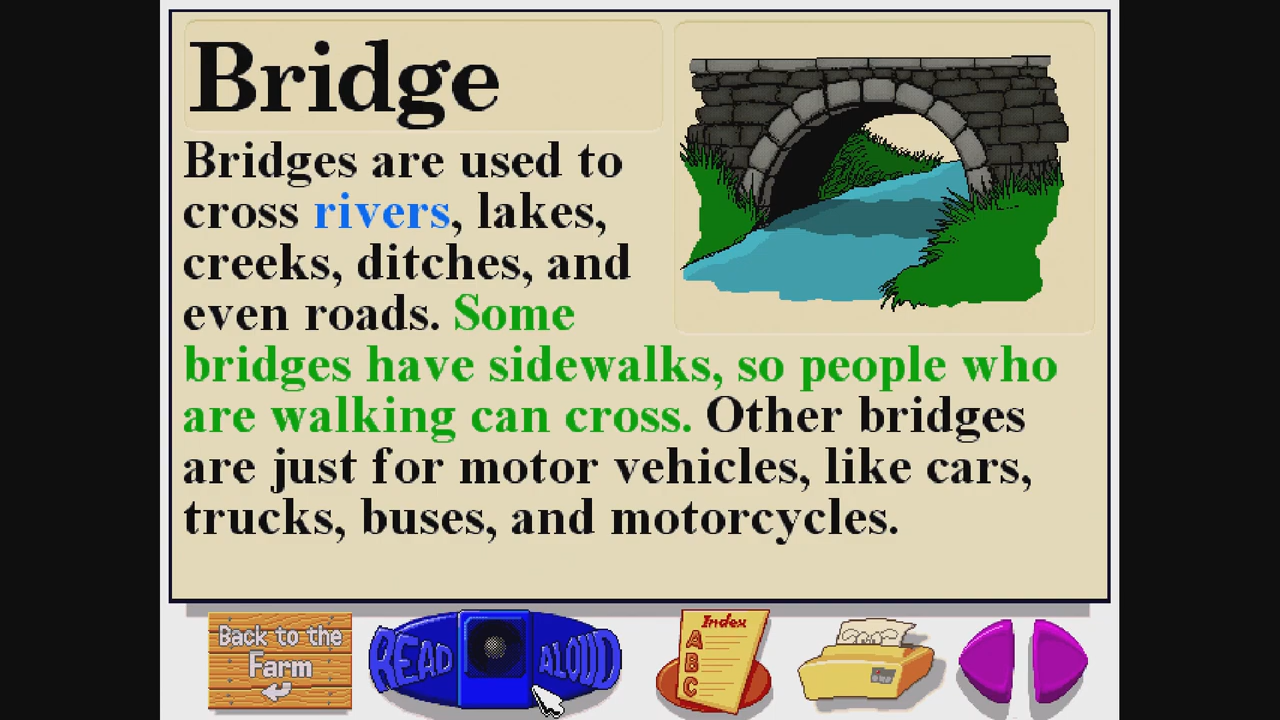 Bridge
Bridges are used to
cross rivers, lakes,
creeks, ditches, and
even roads. Some
bridges have sidewalks, so people who
are walking can cross. Other bridges
are just for motor vehicles, like cars,
trucks, buses, and motorcycles.
Back to the
Farm
READ ALOUD
Index
A
B
C